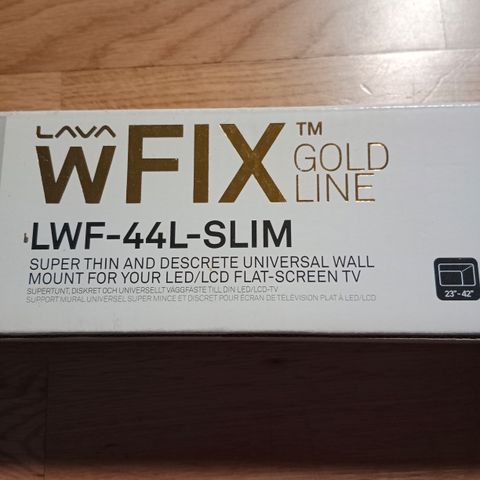 LAVA
wFIX™ GOLD
LINE
LWF-44L-SLIM
SUPER THIN AND DESCRETE UNIVERSAL WALL
MOUNT FOR YOUR LED/LCD FLAT-SCREEN TV
SUPERTUNT, DISKRET OCH UNIVERSELLT VÄGGFÄSTE TILL DIN LED/LCD-TV
SUPPORT MURAL UNIVERSEL SUPER MINCE ET DISCRET POUR ECRAN DE TÉLÉVISION PLAT À LED/LCD
23"-42"